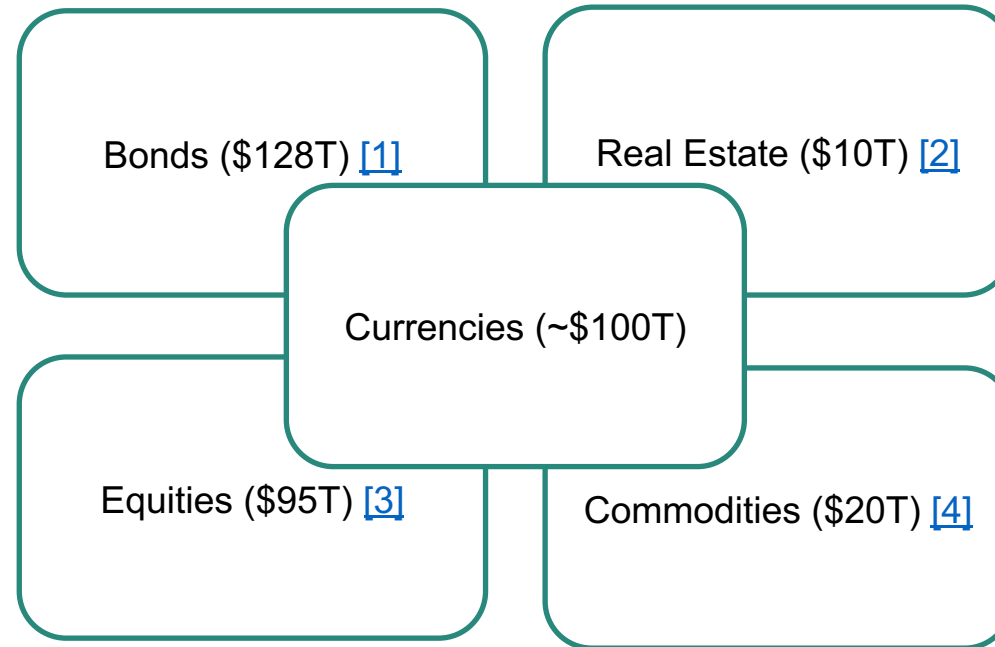 Bonds ($128T) [1]
Real Estate ($10T) [2]
Currencies (~$100T)
Equities ($95T) [3]
Commodities ($20T) [4]